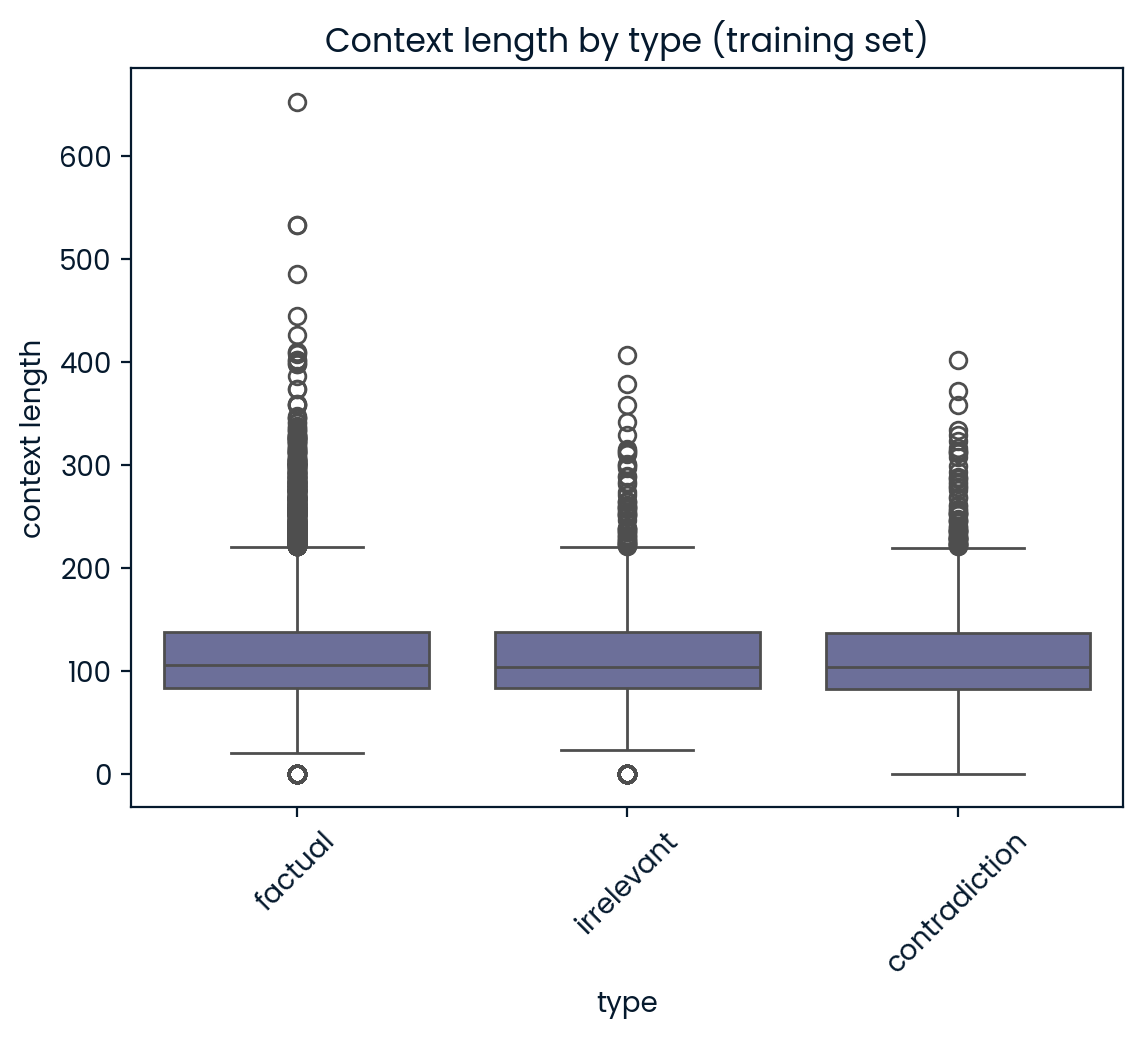 Context length by type (training set)
context length
600
500
400
300
200
100
0
factual
irrelevant
contradiction
type